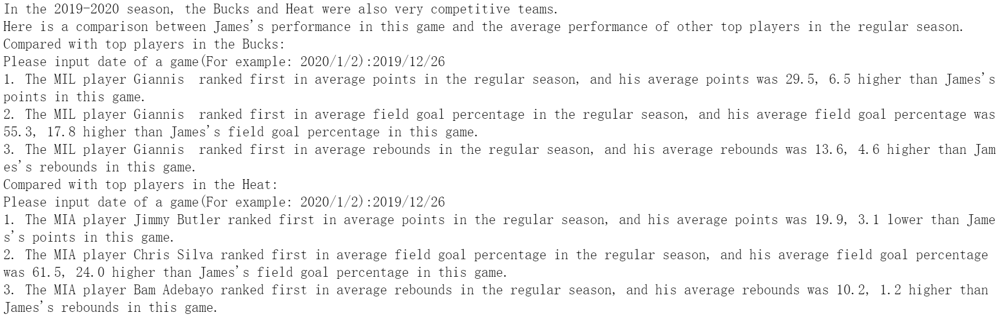 In the 2019-2020 season, the Bucks and Heat were also very competitive teams.
Here is a comparison between James's performance in this game and the average performance of other top players in the regular season.
Compared with top players in the Bucks:
Please input date of a game(For example: 2020/1/2):2019/12/26
1. The MIL player Giannis  ranked first in average points in the regular season, and his average points was 29.5, 6.5 higher than James's
points in this game.
2. The MIL player Giannis  ranked first in average field goal percentage in the regular season, and his average field goal percentage was
55.3, 17.8 higher than James's field goal percentage in this game.
3. The MIL player Giannis  ranked first in average rebounds in the regular season, and his average rebounds was 13.6, 4.6 higher than Jam
es's rebounds in this game.
Compared with top players in the Heat:
Please input date of a game(For example: 2020/1/2):2019/12/26
1. The MIA player Jimmy Butler ranked first in average points in the regular season, and his average points was 19.9, 3.1 lower than Jame
s's points in this game.
2. The MIA player Chris Silva ranked first in average field goal percentage in the regular season, and his average field goal percentage
was 61.5, 24.0 higher than James's field goal percentage in this game.
3. The MIA player Bam Adebayo ranked first in average rebounds in the regular season, and his average rebounds was 10.2, 1.2 higher than
James's rebounds in this game.